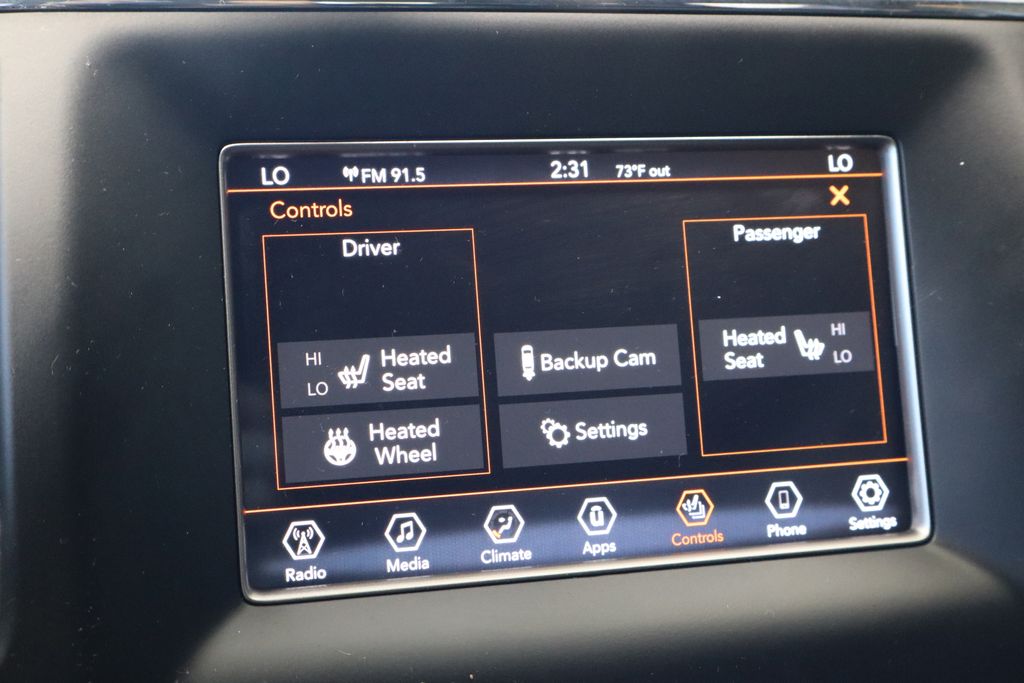 LO
FM 91.5
2:31
73°F out
LO
Controls
Driver
HI
LO
Heated
Seat
Heated
Wheel
Backup Cam
Settings
Passenger
Heated
Seat
HI
LO
Radio
Media
Climate
Apps
Controls
Phone
Settings